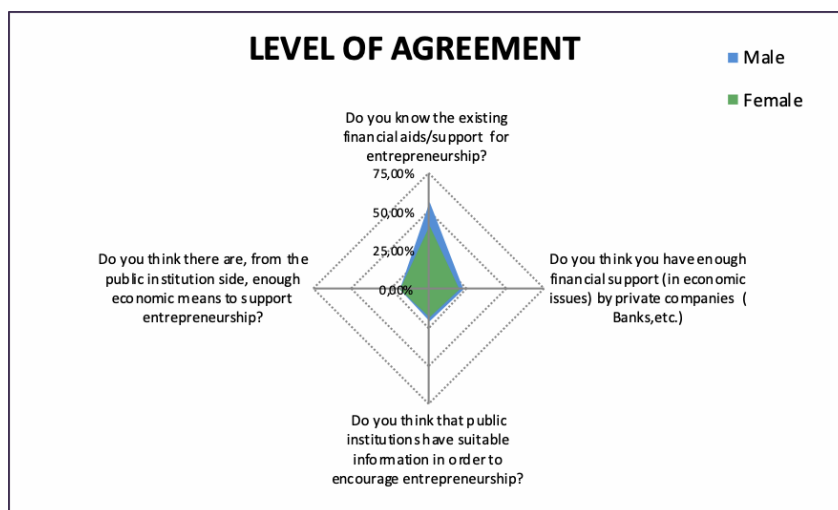 LEVEL OF AGREEMENT
Male
Female
Do you know the existing
financial aids/support for
entrepreneurship?
75,00%
50,00%
25,00%
0,00%
Do you think there are, from the
public institution side, enough
economic means to support
entrepreneurship?
Do you think you have enough
financial support (in economic
issues) by private companies (
Banks,etc.)
Do you think that public
institutions have suitable
information in order to
encourage entrepreneurship?